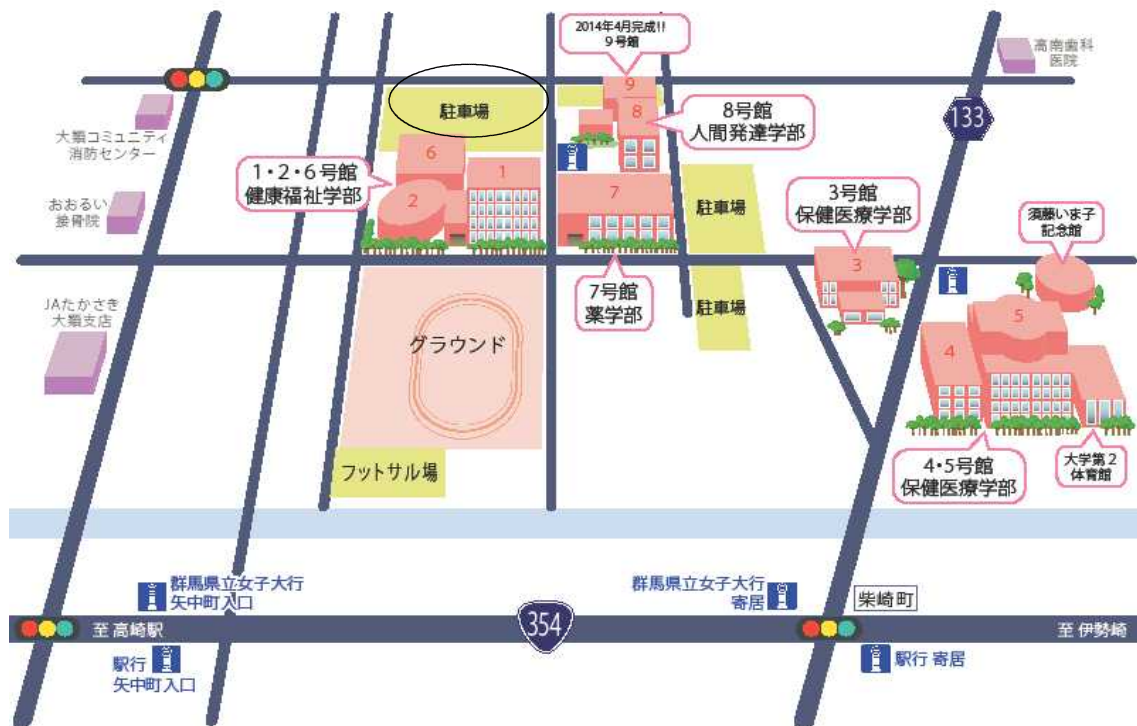 2014年4月完成!!
9号館
高南歯科
医院
9
駐車場
8
8号館
人間発達学部
133
大類コミュニティ
消防センター
6
1
1・2・6号館
健康福祉学部
2
7
駐車場
3号館
保健医療学部
おおるい
接骨院
須藤いま子
記念館
3
7号館
薬学部
駐車場
JAたかさき
大類支店
グラウンド
5
4
フットサル場
4・5号館
保健医療学部
大学第2
体育館
群馬県立女子大行
矢中町入口
群馬県立女子大行
寄居
柴崎町
354
至 高崎駅
至 伊勢崎
駅行
矢中町入口
駅行 寄居